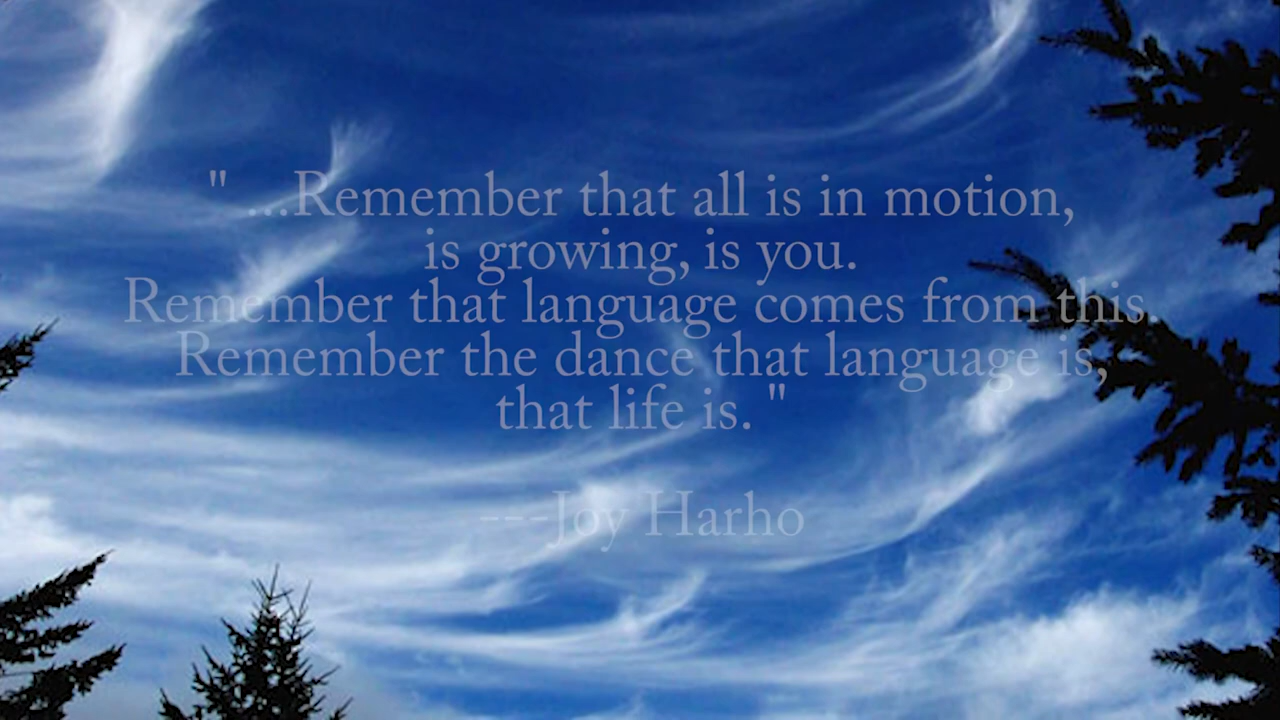 "...Remember that all is in motion,
is growing, is you.
Remember that language comes from this.
Remember the dance that language is,
that life is."
---Joy Harho